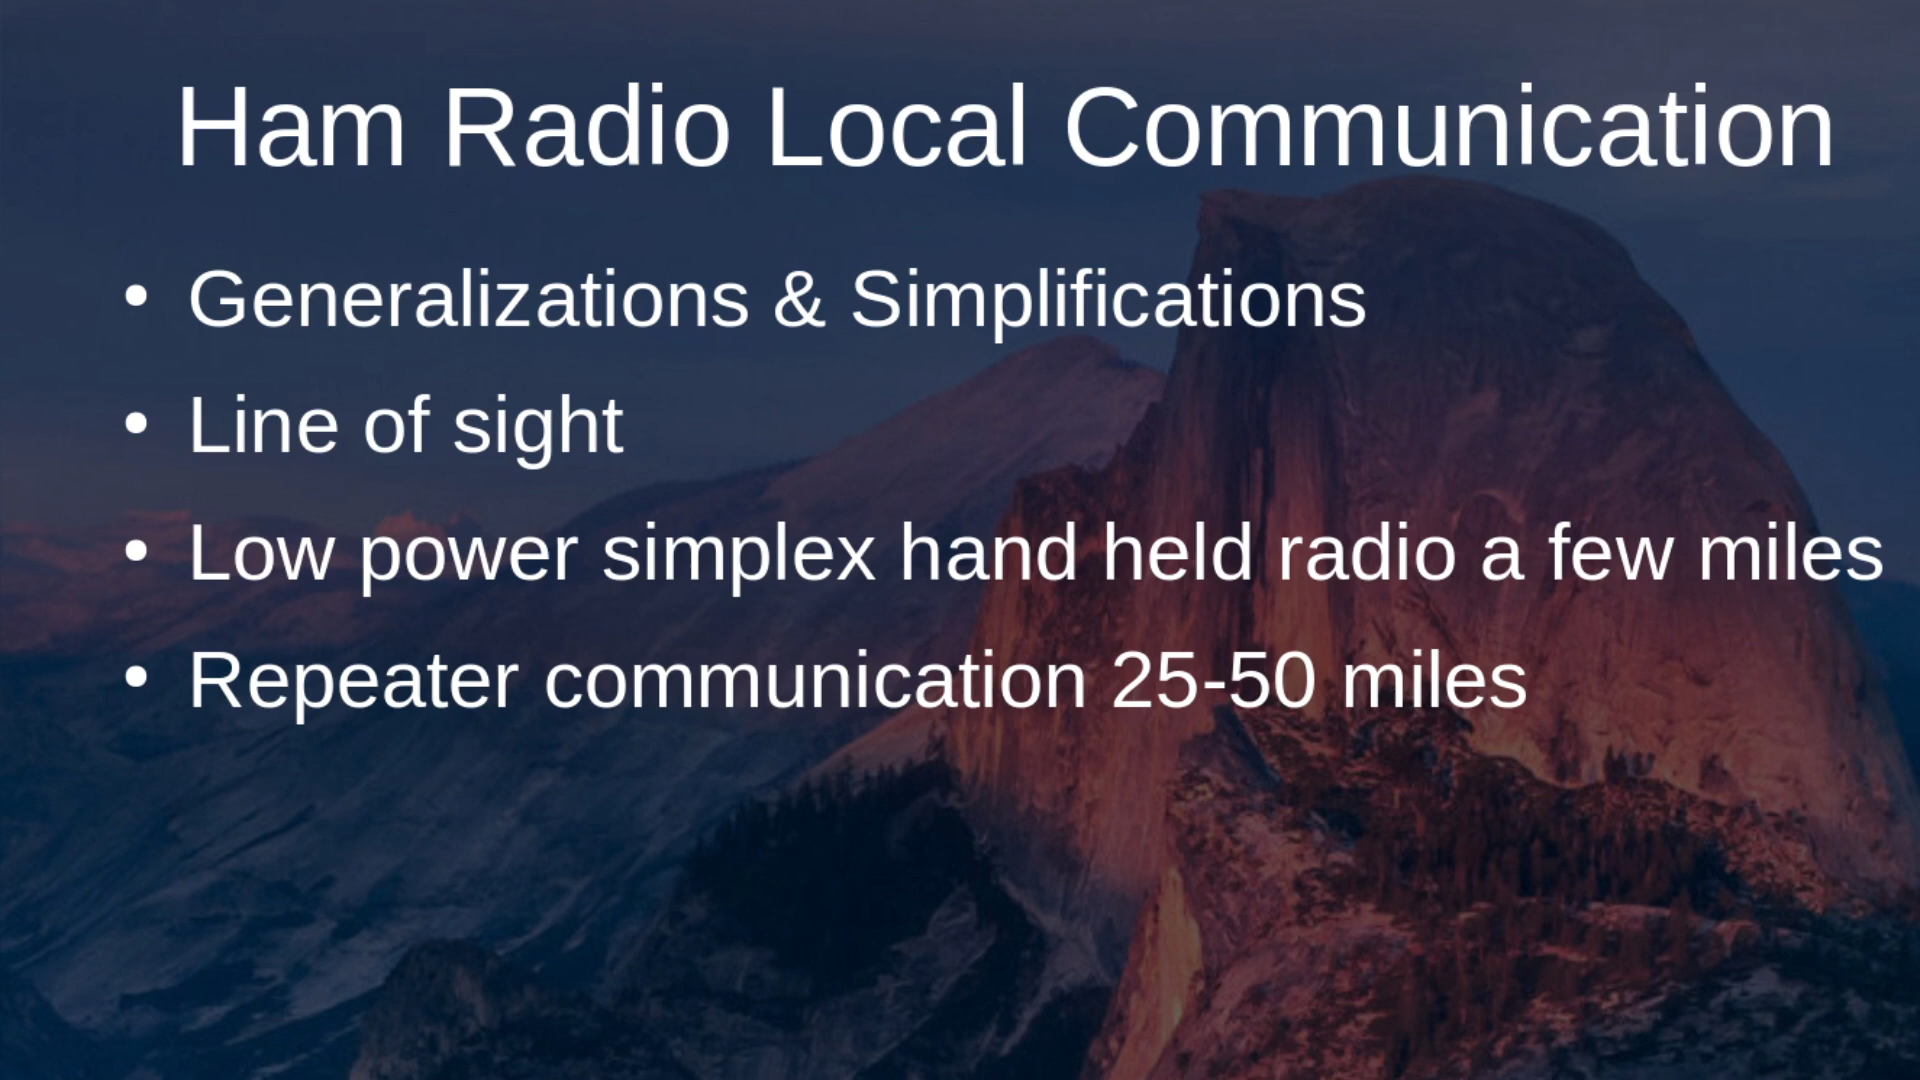 Ham Radio Local Communication
• Generalizations & Simplifications
• Line of sight
• Low power simplex hand held radio a few miles
• Repeater communication 25-50 miles